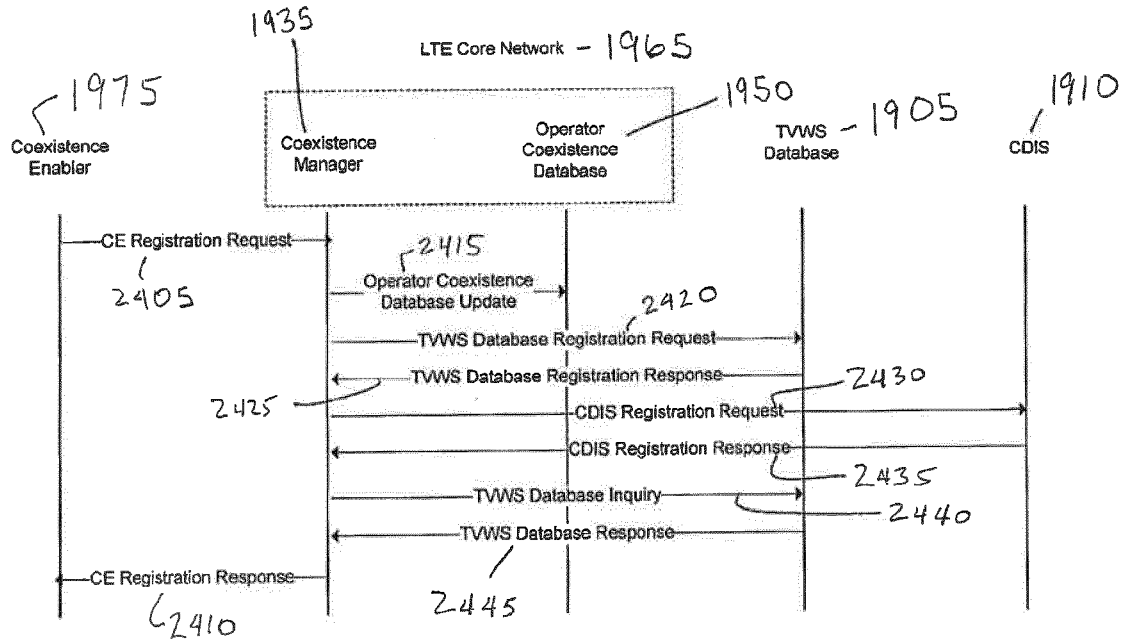 1935
LTE Core Network - 1965
1975
1950
1910
Coexistence
Enabler
Coexistence
Manager
Operator
Coexistence
Database
TVWS
Database
- 1905
CDIS
CE Registration Request
2405
2415
Operator Coexistence
Database Update
2420
TVWS Database Registration Request
TVWS Database Registration Response
2425
2430
CDIS Registration Request
CDIS Registration Response
2435
TVWS Database Inquiry
2440
TVWS Database Response
2445
CE Registration Response
2410